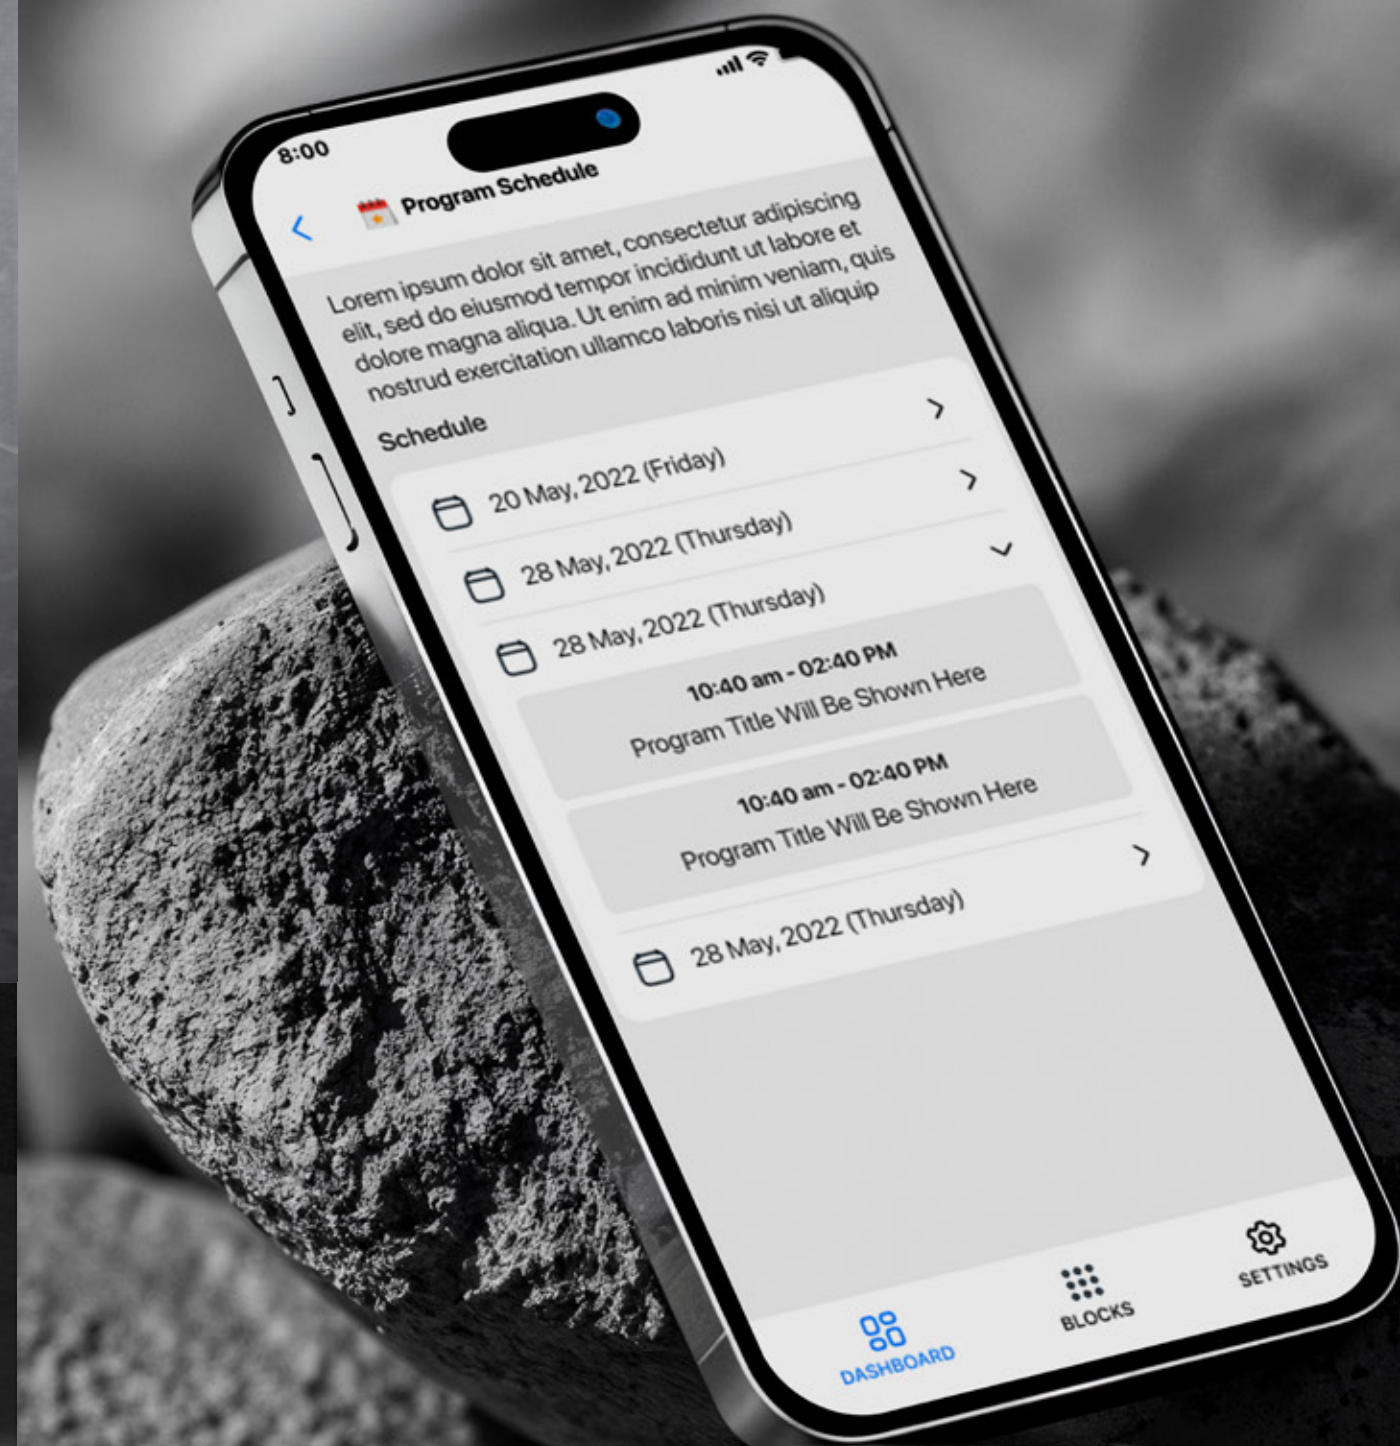 8:00
Program Schedule
Lorem ipsum dolor sit amet, consectetur adipiscing
elit, sed do eiusmod tempor incididunt ut labore et
dolore magna aliqua. Ut enim ad minim veniam, quis
nostrud exercitation ullamco laboris nisi ut aliquip
Schedule
20 May, 2022 (Friday)
28 May, 2022 (Thursday)
28 May, 2022 (Thursday)
10:40 am - 02:40 PM
Program Title Will Be Shown Here
10:40 am - 02:40 PM
Program Title Will Be Shown Here
28 May, 2022 (Thursday)
DASHBOARD
BLOCKS
SETTINGS